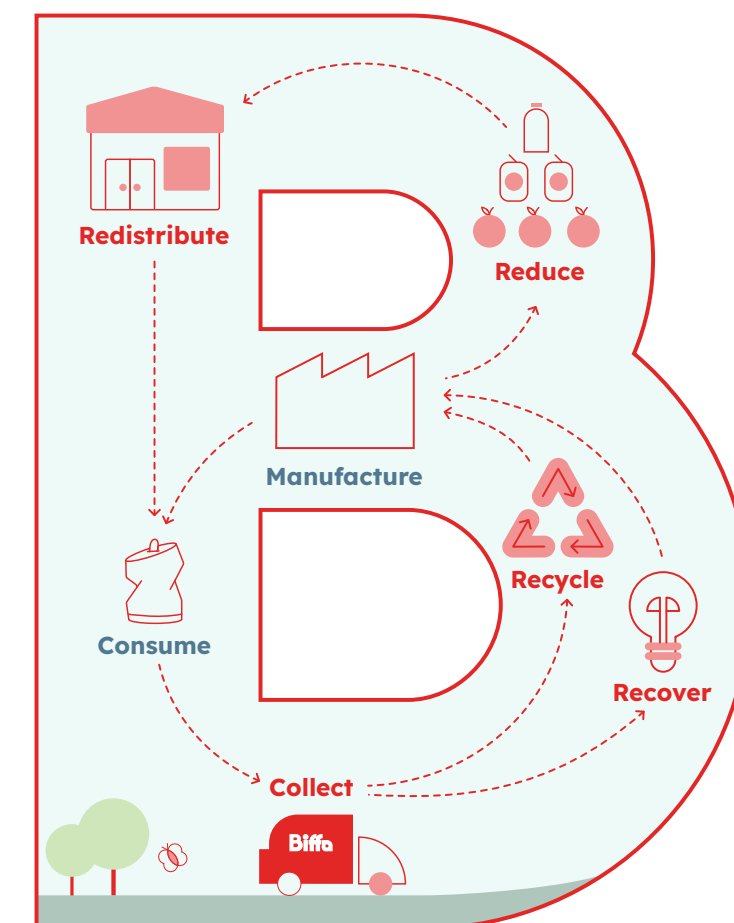 Redistribute
Reduce
Manufacture
Recycle
Consume
Recover
Collect
Biffa